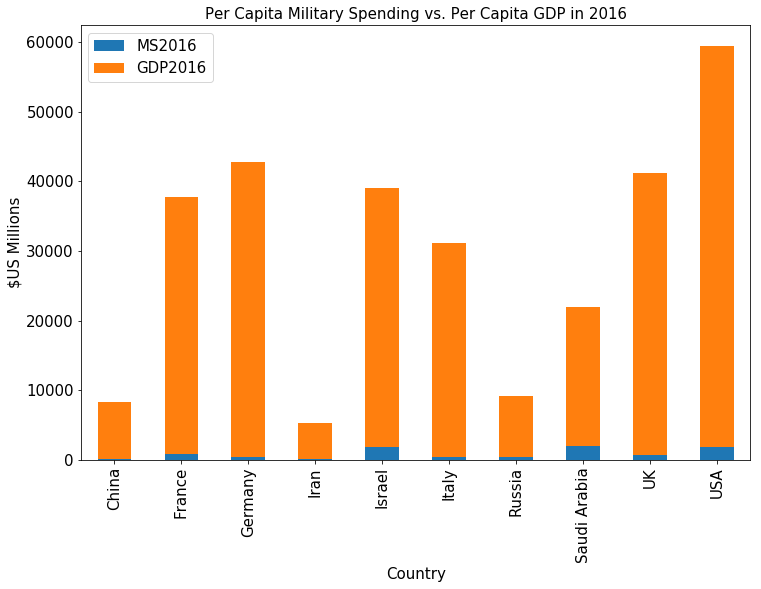 Per Capita Military Spending vs. Per Capita GDP in 2016
MS2016
GDP2016
60000
50000
40000
30000
20000
10000
0
$US Millions
China
France
Germany
Iran
Israel
Italy
Russia
Saudi Arabia
UK
USA
Country